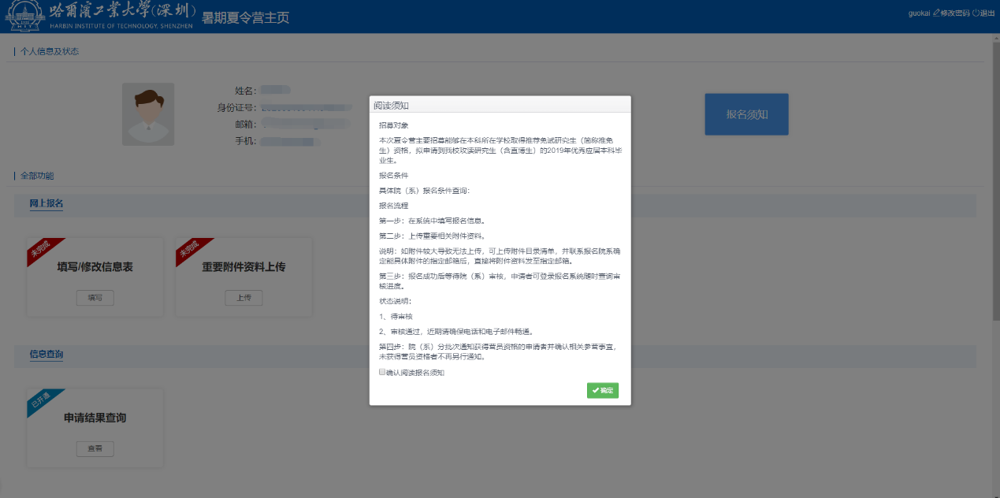 哈尔滨工业大学(深圳)
HARBIN INSTITUTE OF TECHNOLOGY, SHENZHEN
暑期夏令营主页
guokai 修改密码 退出
个人信息及状态
姓名：
身份证号：
邮箱：
手机：
报名须知
全部功能
网上报名
未完成
填写/修改信息表
填写
未完成
重要附件资料上传
上传
信息查询
已开通
申请结果查询
查看
阅读须知
招募对象
本次夏令营主要招募能够在本科所在学校取得推荐免试研究生（简称推免
生）资格，拟申请到我校攻读研究生（含直博生）的2019年优秀应届本科毕
业生。
报名条件
具体院（系）报名条件查询：
报名流程
第一步：在系统中填写报名信息。
第二步：上传重要相关附件资料。
说明：如附件较大导致无法上传，可上传附件目录清单，并联系报名院系确
定能具体附件的指定邮箱后，直接将附件资料发至指定邮箱。
第三步：报名成功后等待院（系）审核，申请者可登录报名系统随时查询审
核进度。
状态说明：
1、待审核
2、审核通过，近期请确保电话和电子邮件畅通。
第四步：院（系）分批次通知获得营员资格的申请者并确认相关参营事宜，
未获得营员资格者不再另行通知。
确认阅读报名须知
确定